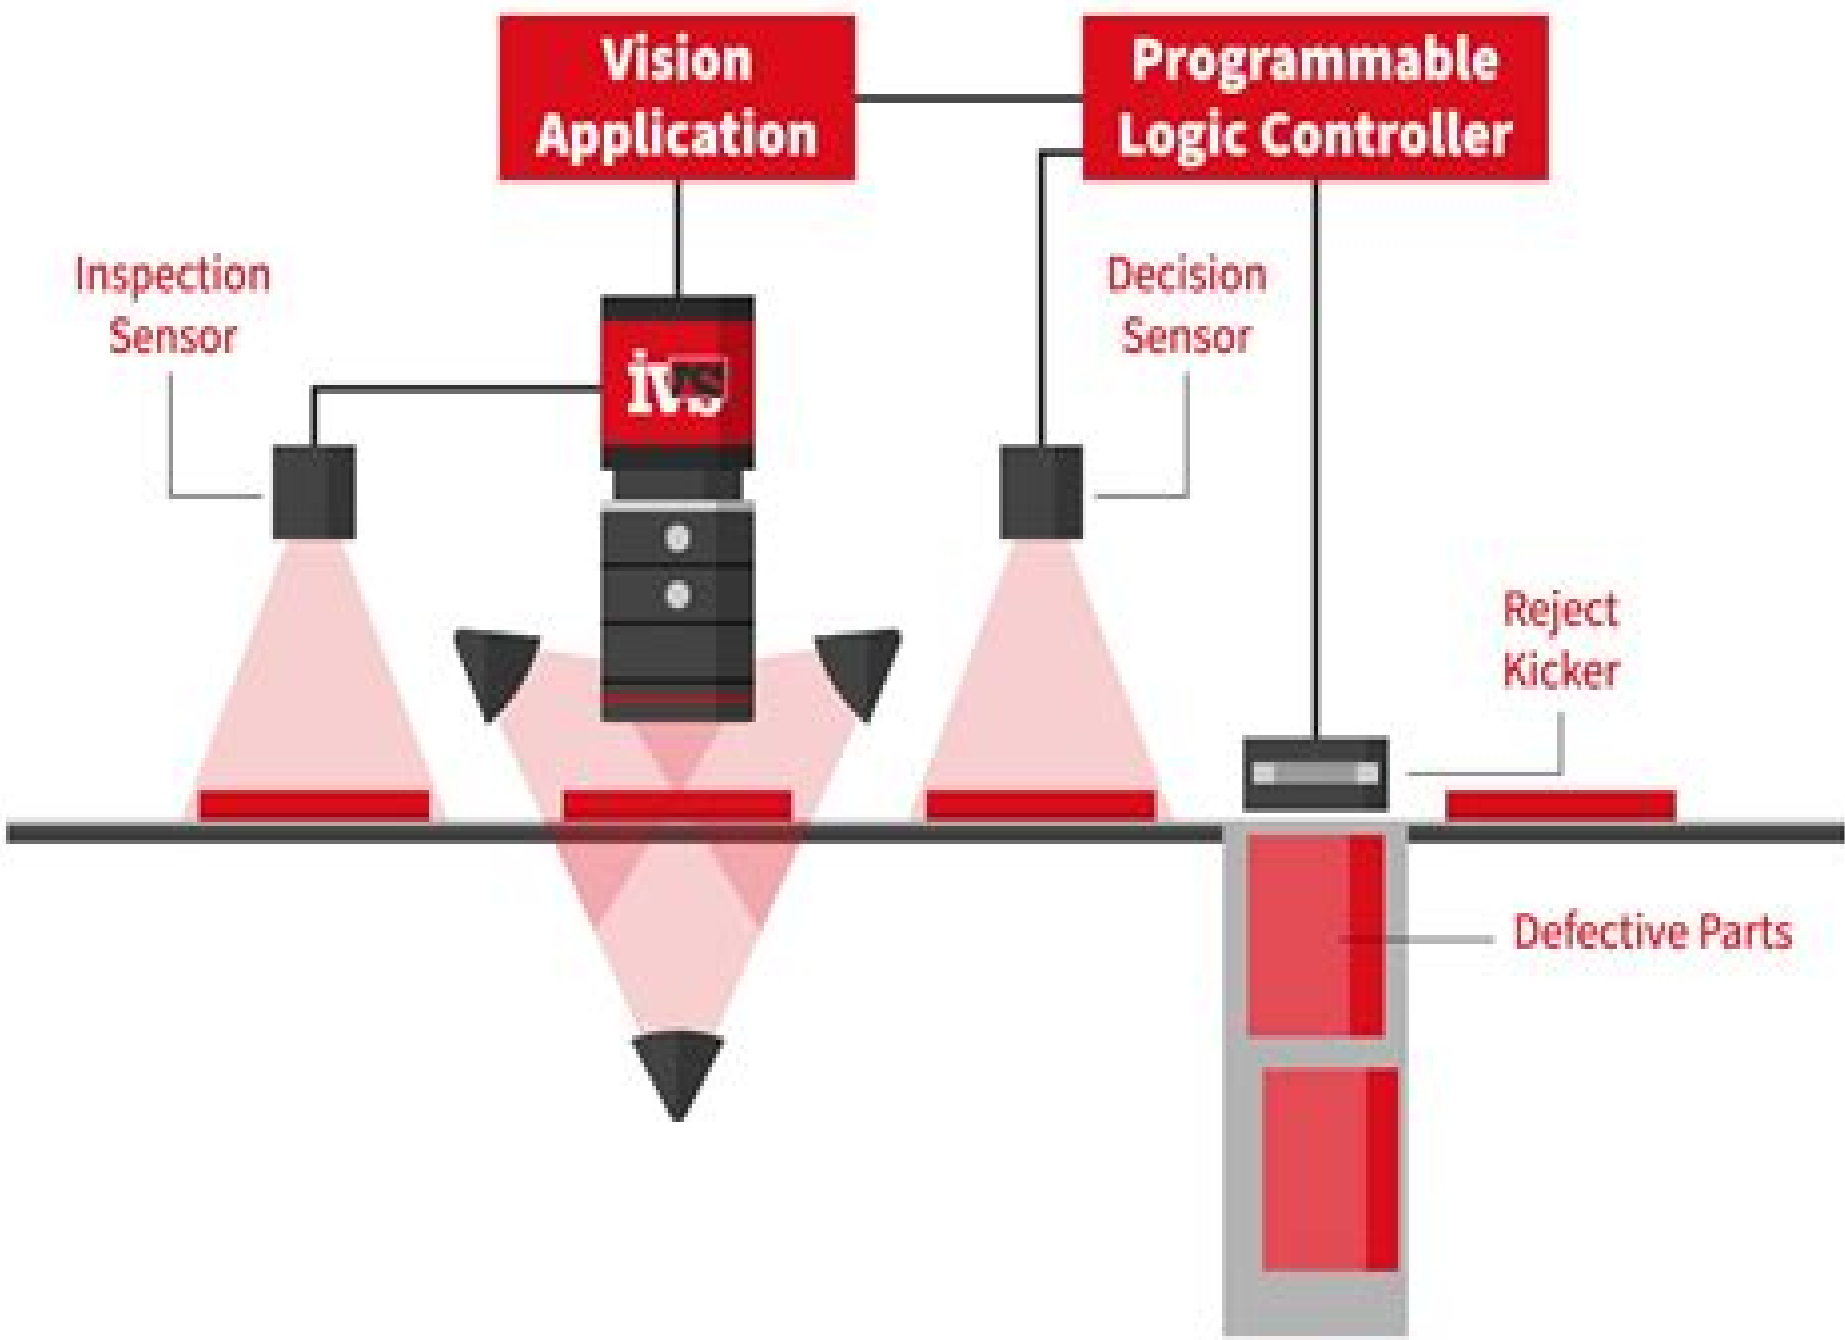 Vision
Application
Programmable
Logic Controller
Inspection
Sensor
Decision
Sensor
ivs
Reject
Kicker
Defective Parts